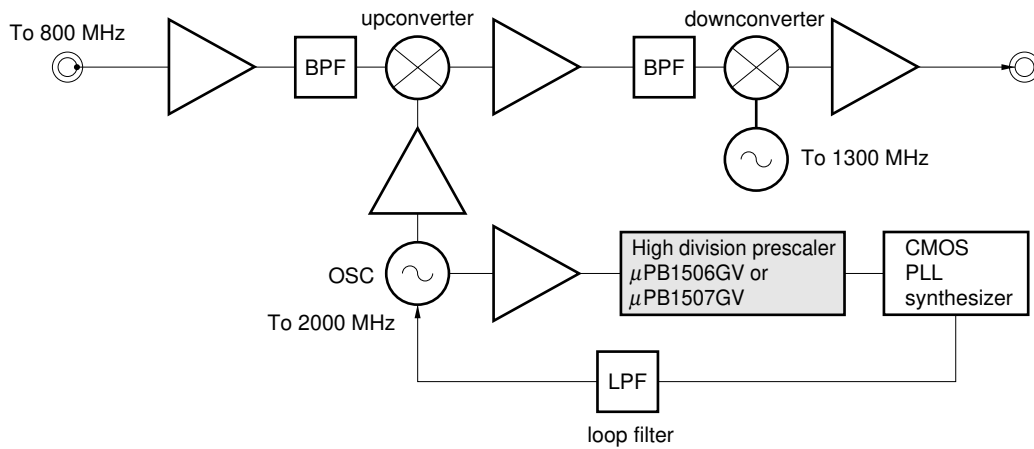 upconverter
downconverter
To 800 MHz
BPF
BPF
To 1300 MHz
OSC
To 2000 MHz
High division prescaler
μPB1506GV or
μPB1507GV
CMOS
PLL
synthesizer
LPF
loop filter